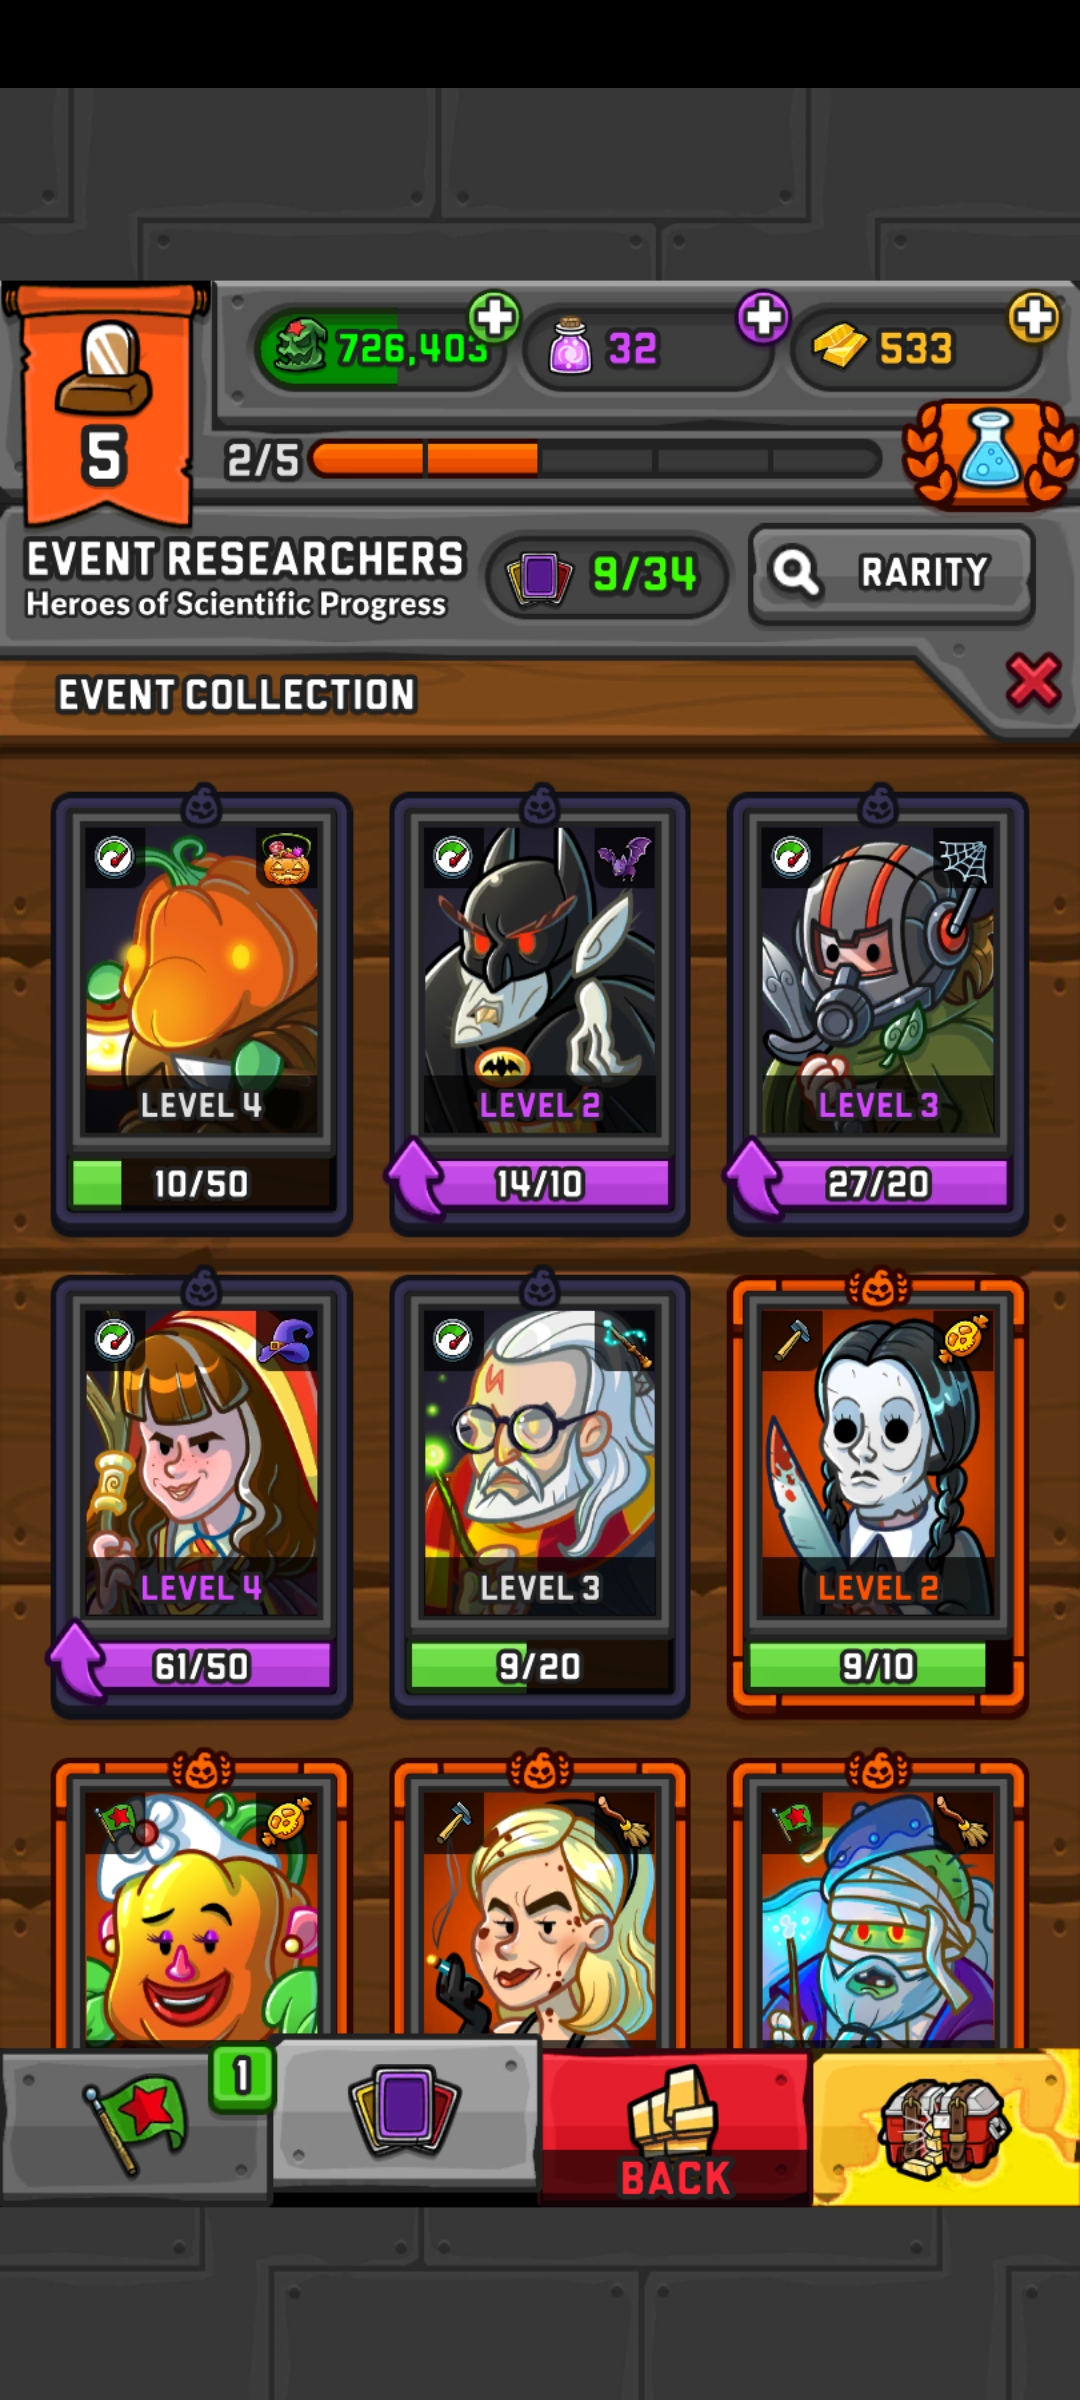 726,403
32
533
5
2/5
EVENT RESEARCHERS
Heroes of Scientific Progress
9/34
RARITY
EVENT COLLECTION
LEVEL 4
LEVEL 2
LEVEL 3
10/50
14/10
27/20
LEVEL 4
LEVEL 3
LEVEL 2
61/50
9/20
9/10
1
BACK